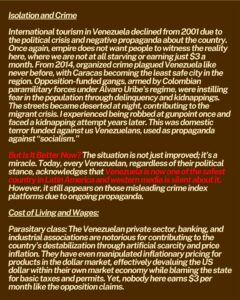 Isolation and Crime
International tourism in Venezuela declined from 2001 due to
the political crisis and negative propaganda about the country.
Once again, empire does not want people to witness the reality
here, where we are not at all starving or earning just $3 a
month. From 2014, organized crime plagued Venezuela like
never before, with Caracas becoming the least safe city in the
region. Opposition-funded gangs, armed by Colombian
paramilitary forces under Álvaro Uribe's regime, were instilling
fear in the population through delinquency and kidnappings.
The streets became deserted at night, contributing to the
migrant crisis. I experienced being robbed at gunpoint once and
faced a kidnapping attempt years later. This was domestic
terror funded against us Venezuelans, used as propaganda
against "socialism."
But Is It Better Now? The situation is not just improved; it's a
miracle. Today, every Venezuelan, regardless of their political
stance, acknowledges that Venezuela is now one of the safest
country in Latin America and western media is silent about it.
However, it still appears on those misleading crime index
platforms due to ongoing propaganda.
Cost of Living and Wages:
Parasitary class: The Venezuelan private sector, banking, and
industrial associations are notorious for contributing to the
country's destabilization through artificial scarcity and price
inflation. They have even manipulated inflationary pricing for
products in the dollar market, effectively devaluing the US
dollar within their own market economy while blaming the state
for basic taxes and permits. Yet, nobody here earns $3 per
month like the opposition claims.